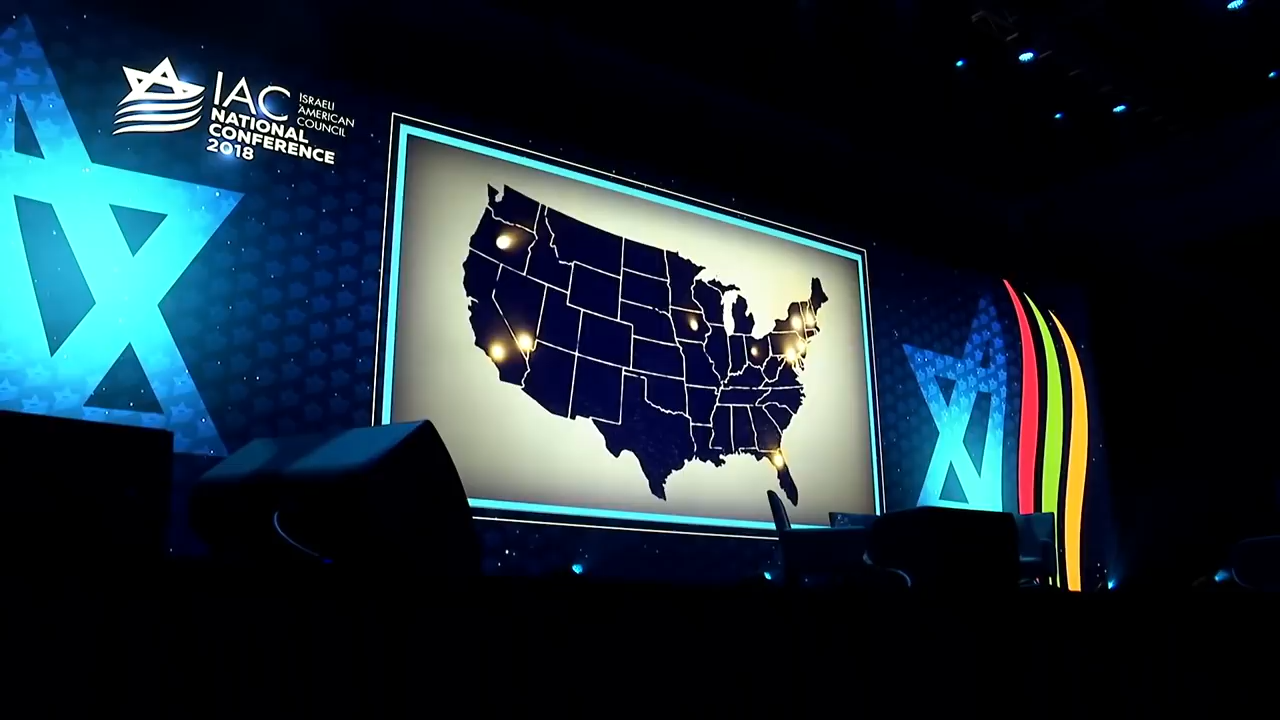 IAC
ISRAELI
AMERICAN
COUNCIL
NATIONAL
CONFERENCE
2018